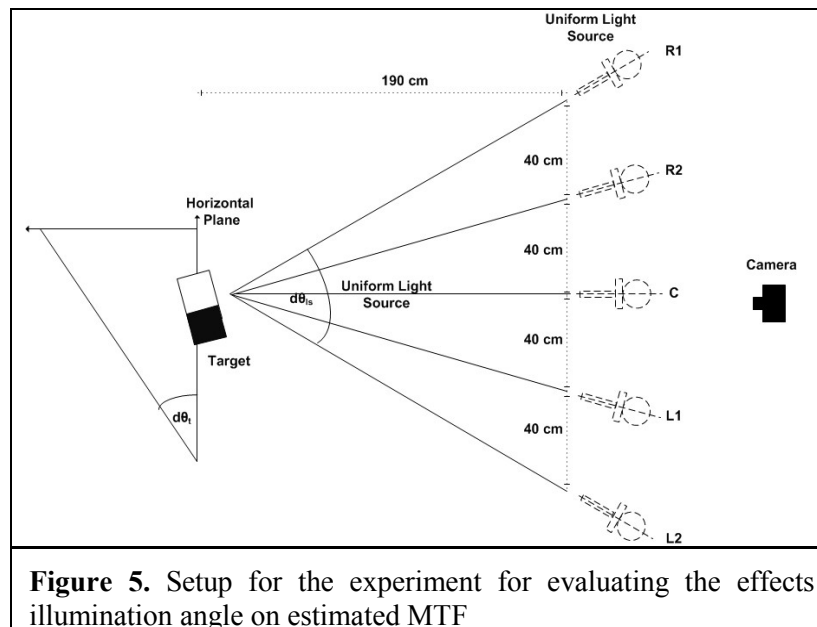 Uniform Light
Source
R1
190 cm
40 cm
R2
Horizontal
Plane
40 cm
Camera
Uniform Light
Source
dθls
C
40 cm
Target
L1
dθt
40 cm
L2
Figure 5. Setup for the experiment for evaluating the effects
illumination angle on estimated MTF